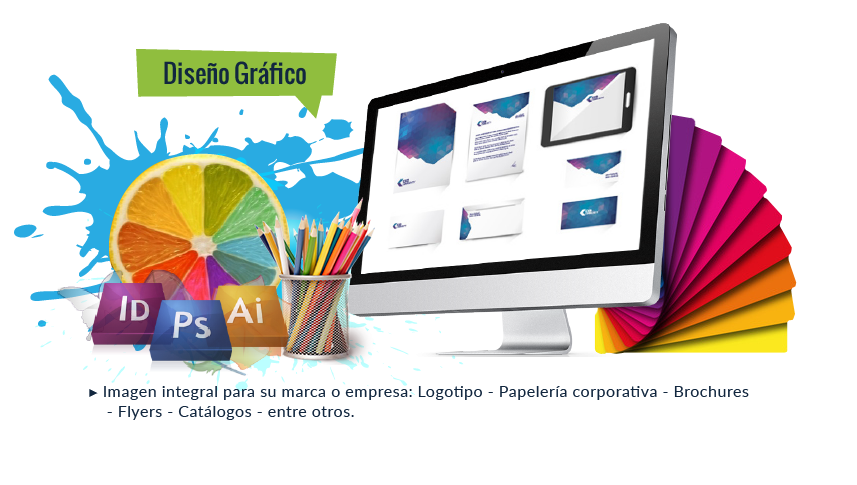 Diseño Gráfico
ID
Ps
Ai
► Imagen integral para su marca o empresa: Logotipo - Papelería corporativa - Brochures
- Flyers - Catálogos - entre otros.